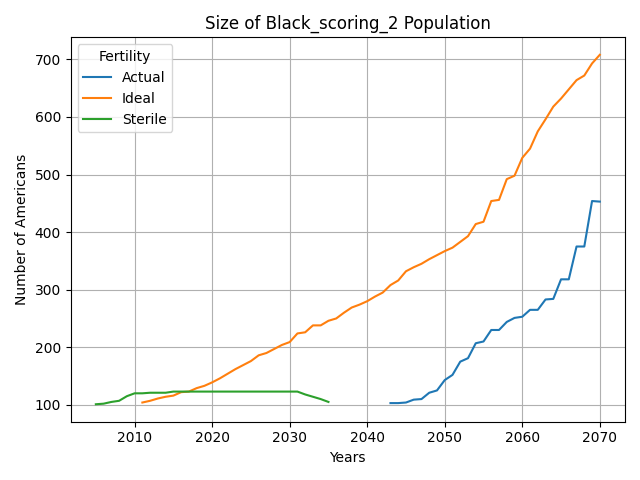 Size of Black_scoring_2 Population
Fertility
Actual
Ideal
Sterile
Number of Americans
700
600
500
400
300
200
100
2010 2020 2030 2040 2050 2060 2070
Years